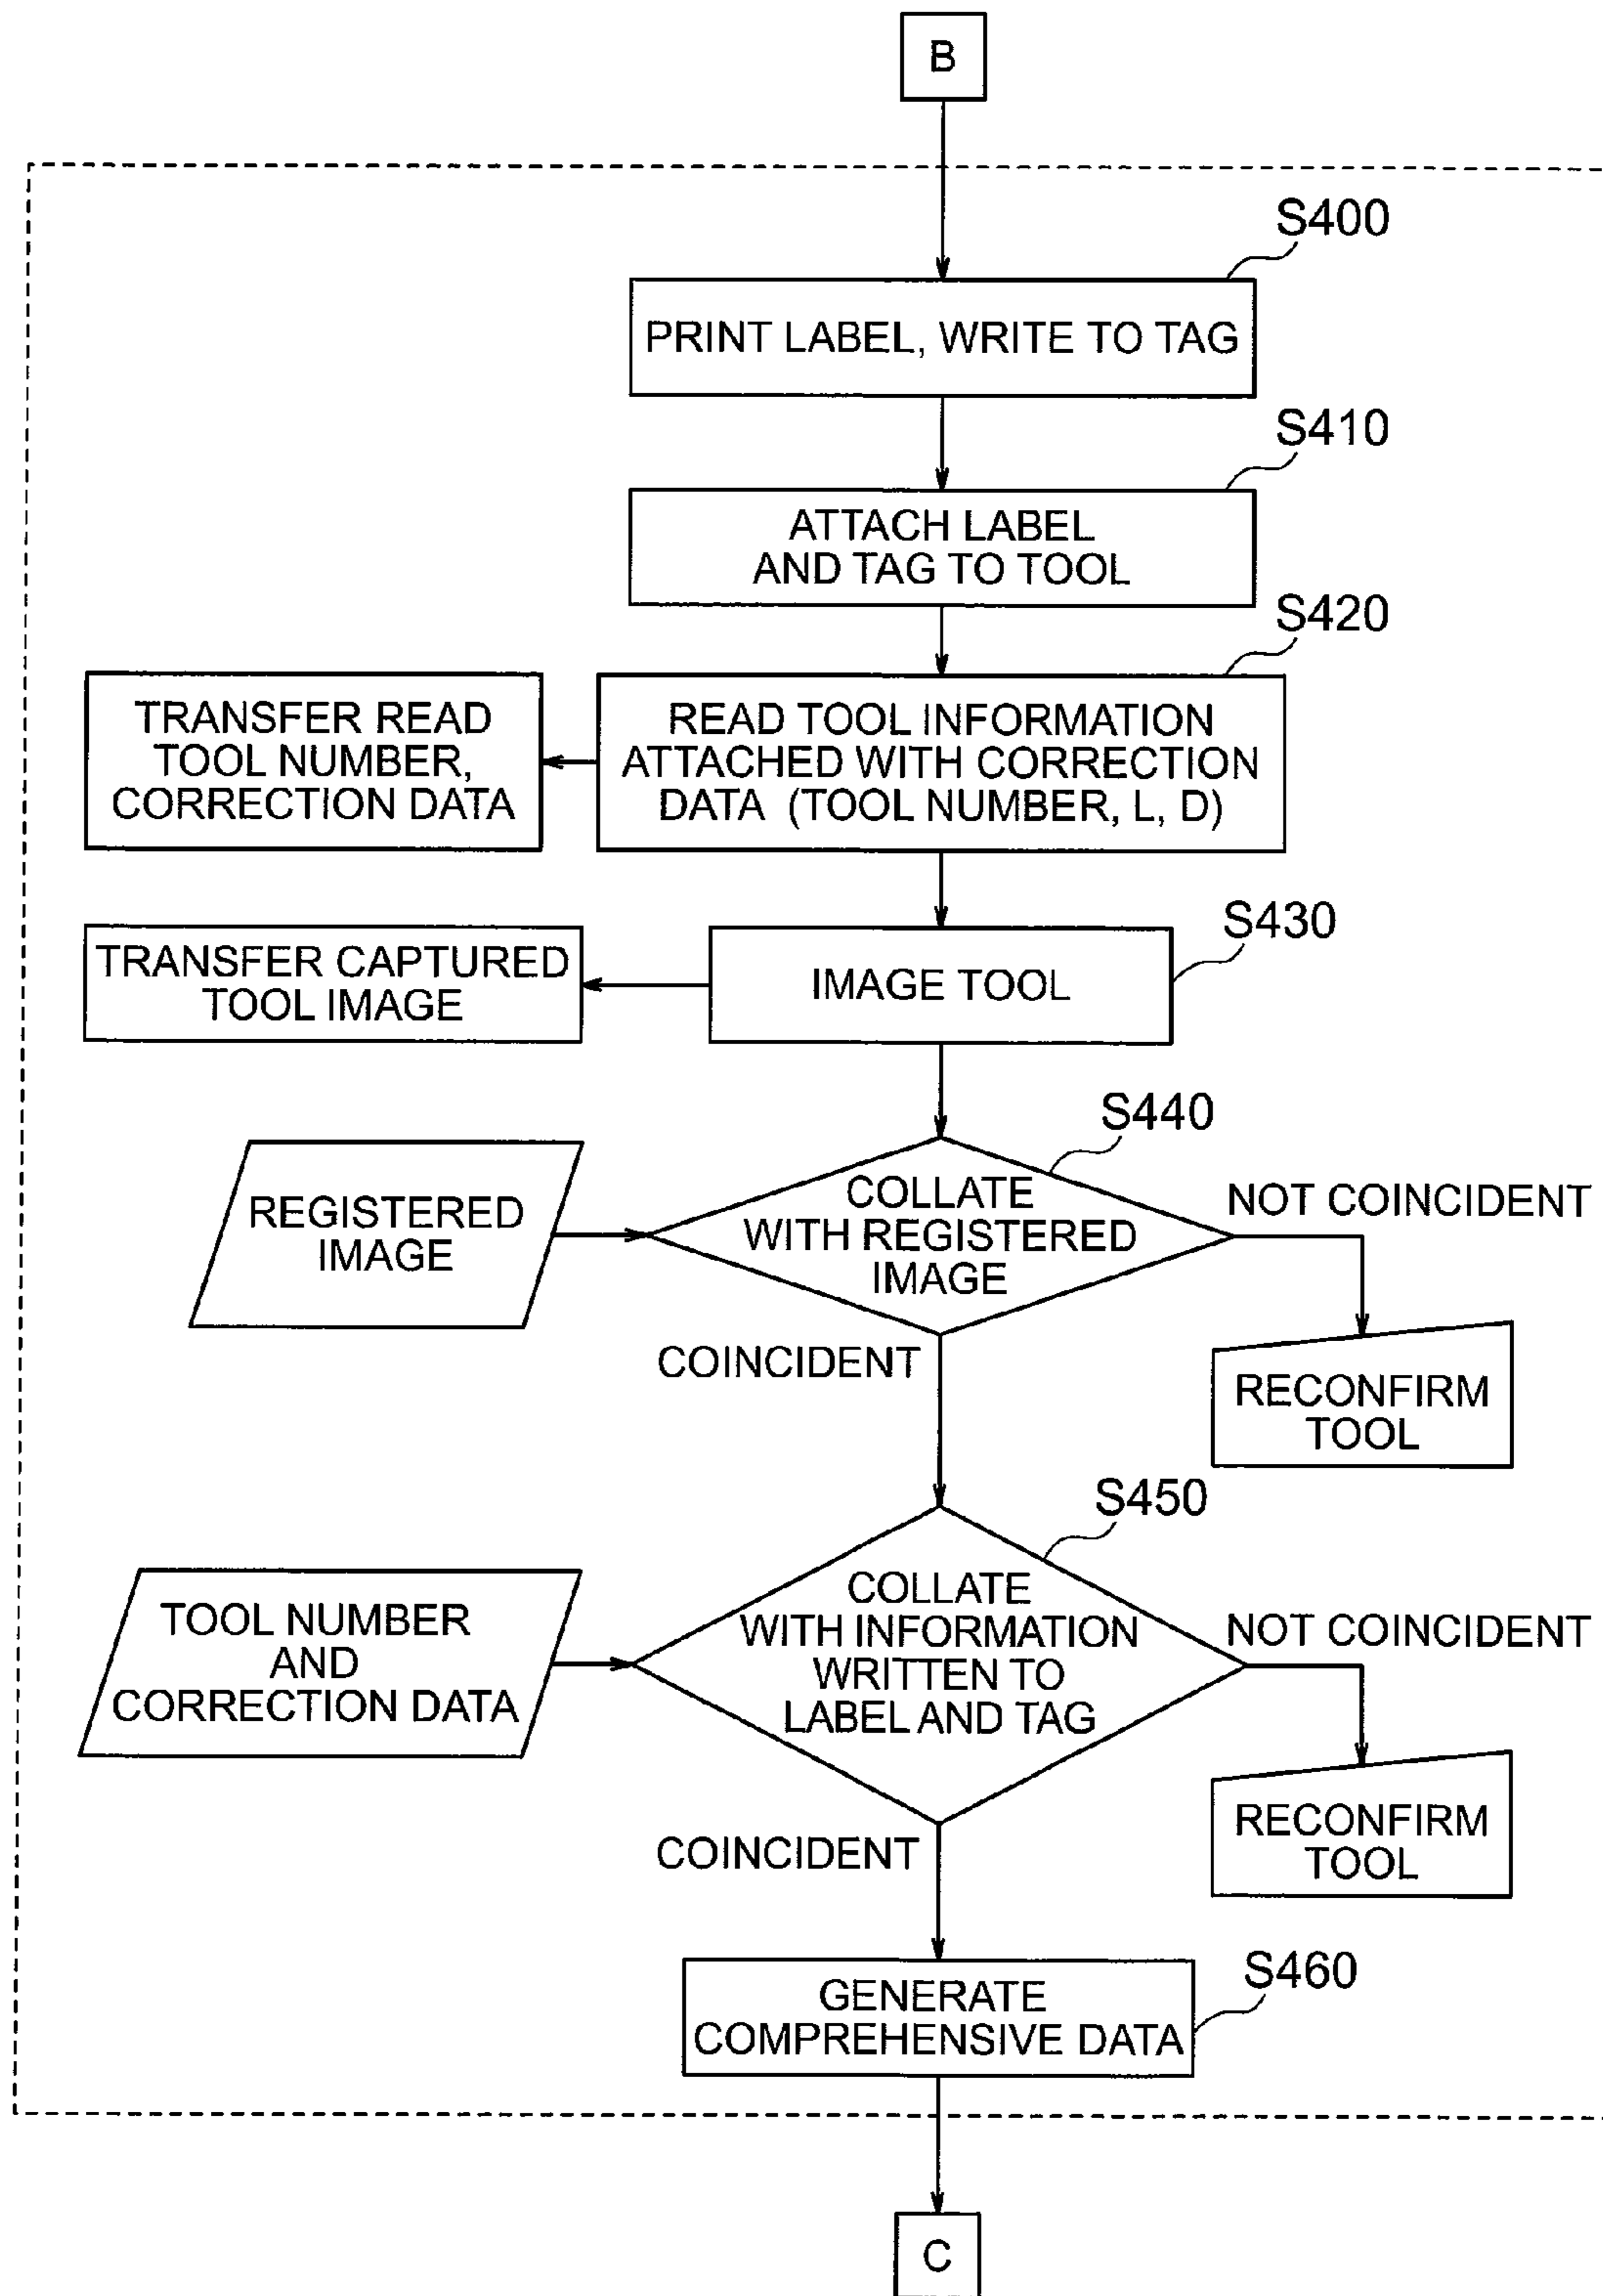 B
S400
PRINT LABEL, WRITE TO TAG
S410
ATTACH LABEL
AND TAG TO TOOL
S420
TRANSFER READ
TOOL NUMBER,
CORRECTION DATA
READ TOOL INFORMATION
ATTACHED WITH CORRECTION
DATA (TOOL NUMBER, L, D)
S430
TRANSFER CAPTURED
TOOL IMAGE
IMAGE TOOL
S440
REGISTERED
IMAGE
COLLATE
WITH REGISTERED
IMAGE
NOT COINCIDENT
COINCIDENT
RECONFIRM
TOOL
S450
TOOL NUMBER
AND
CORRECTION DATA
COLLATE
WITH INFORMATION
WRITTEN TO
LABEL AND TAG
NOT COINCIDENT
COINCIDENT
RECONFIRM
TOOL
S460
GENERATE
COMPREHENSIVE DATA
C